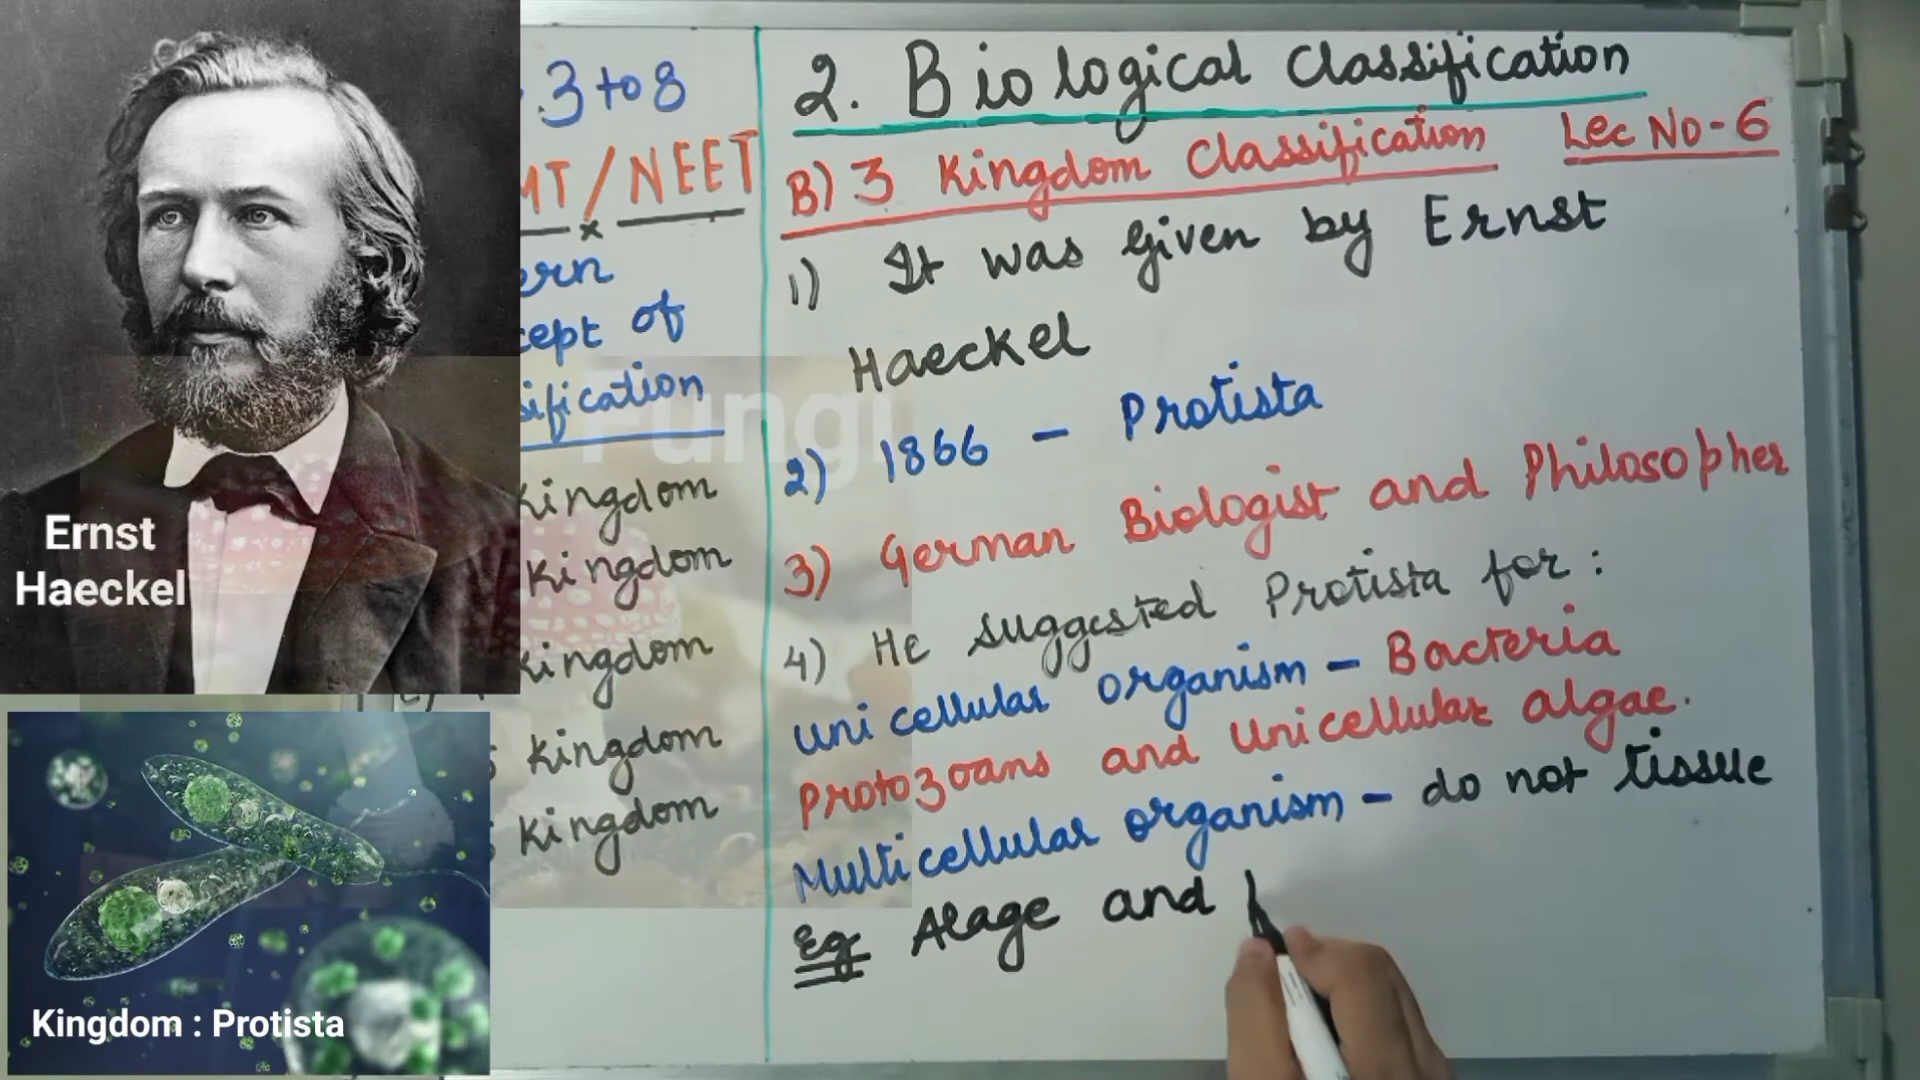 Ernst
Haeckel
Kingdom : Protista
3 to 8
MT/NEET
ern
cept of
sification
Fungi
Kingdom
Kingdom
Kingdom
5 Kingdom
6 Kingdom
2. Biological Classification
B) 3 Kingdom Classification Lec No-6
1) It was given by Ernst
Haeckel
2) 1866 - Protista
3) German Biologist and Philosopher
4) He suggested Protista for :
Unicellular organism - Bacteria
Protozoans and Unicellular algae.
Multicellular organism - do not tissue
Eg Alage and